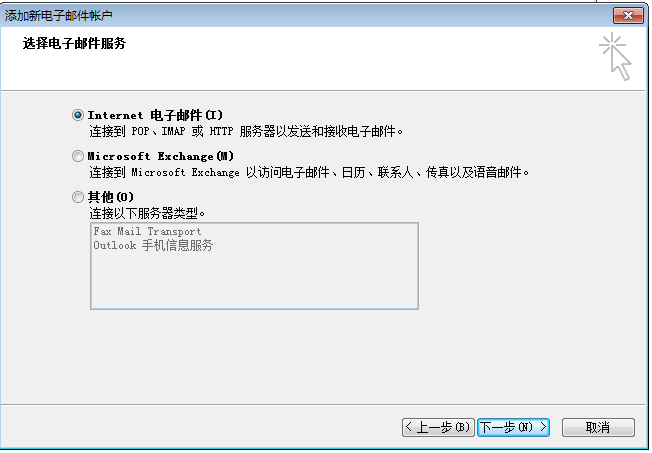 添加新电子邮件帐户
选择电子邮件服务
Internet 电子邮件(I)
连接到 POP、IMAP 或 HTTP 服务器以发送和接收电子邮件。
Microsoft Exchange(M)
连接到 Microsoft Exchange 以访问电子邮件、日历、联系人、传真以及语音邮件。
其他(O)
连接以下服务器类型。
Fax Mail Transport
Outlook 手机信息服务
< 上一步(B) 下一步(N) > 取消